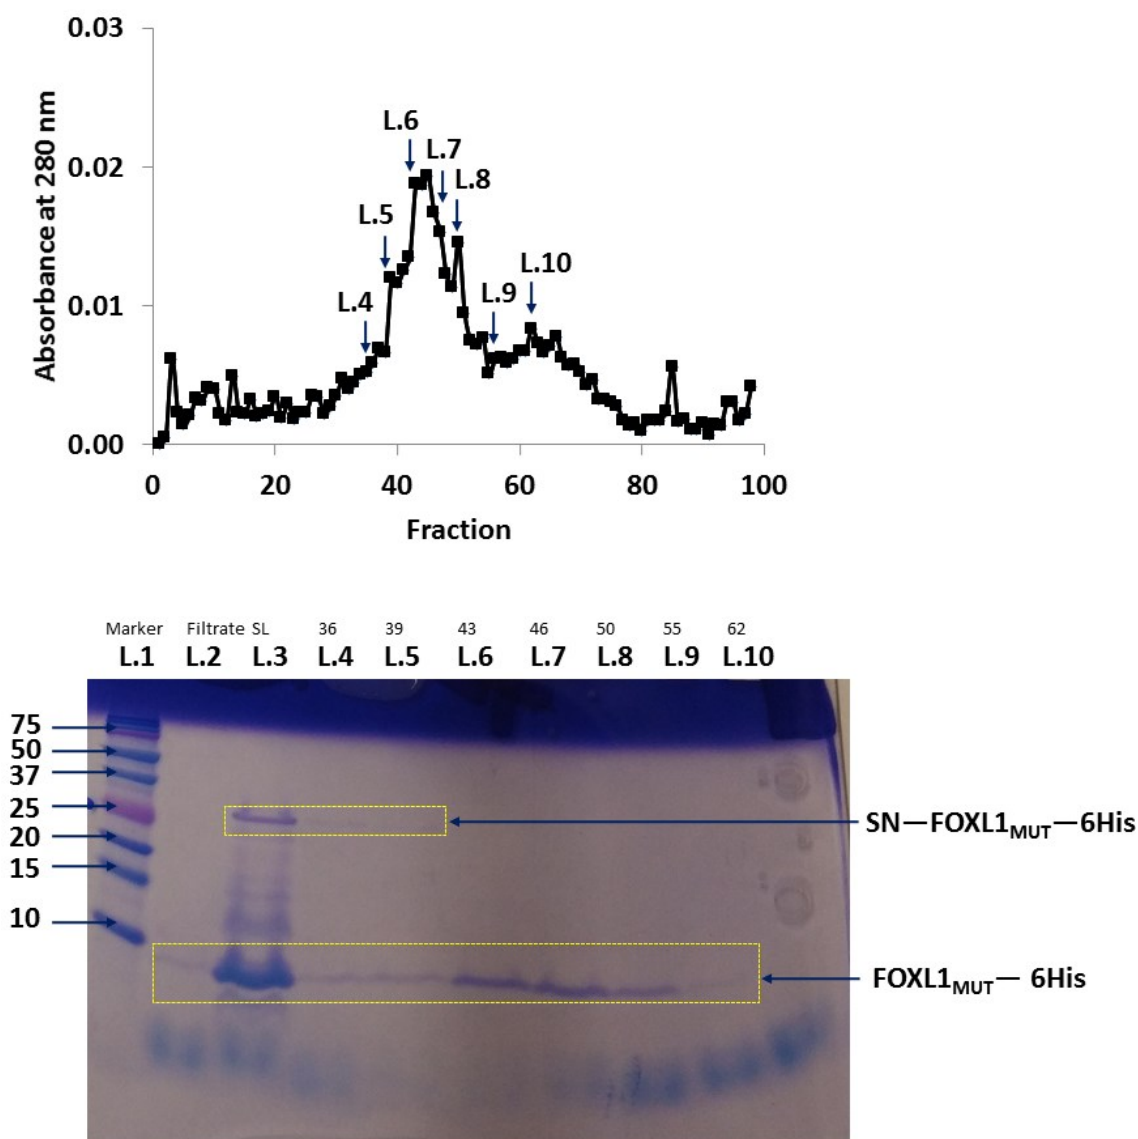 0.03
0.02
0.01
0.00
Absorbance at 280 nm
L.4
L.5
L.6
L.7
L.8
L.9
L.10
0 20 40 60 80 100
Fraction
Marker Filtrate SL 36 39 43 46 50 55 62
L.1 L.2 L.3 L.4 L.5 L.6 L.7 L.8 L.9 L.10
75
50
37
25
20
15
10
SN—FOXL1MUT—6His
FOXL1MUT— 6His